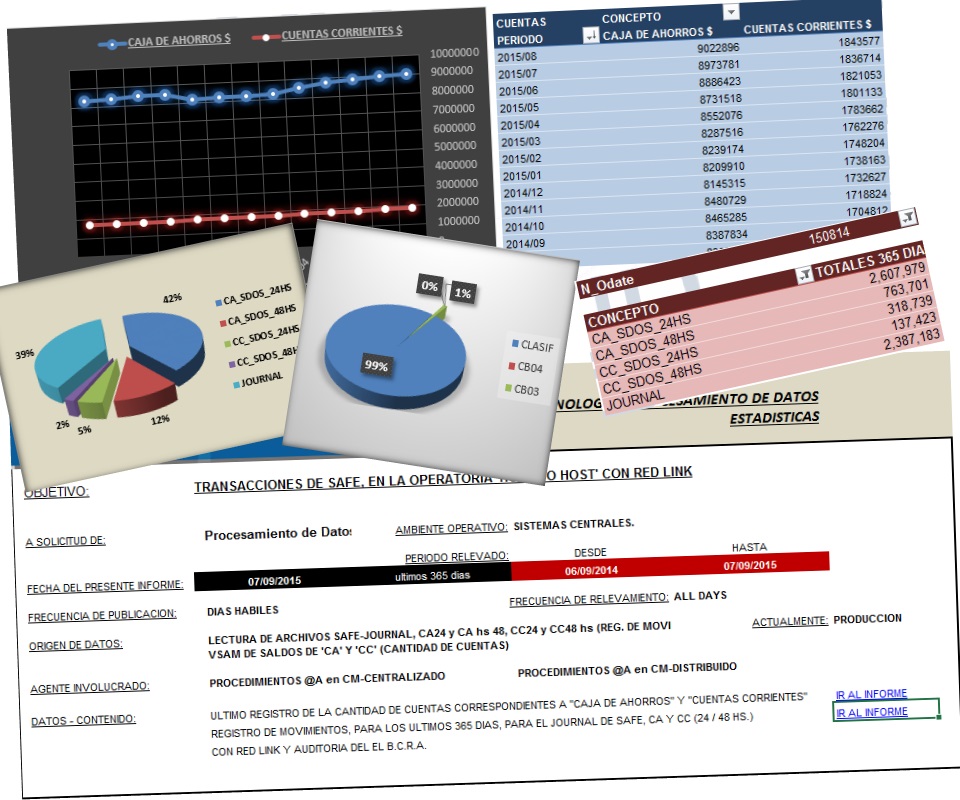 CAJA DE AHORROS $
CUENTAS CORRIENTES $
10000000
9000000
8000000
7000000
6000000
5000000
4000000
3000000
2000000
1000000
CUENTAS CONCEPTO
PERIODO CAJA DE AHORROS $ CUENTAS CORRIENTES $
2015/08 9022896 1843577
2015/07 8973781 1836714
2015/06 8886423 1821053
2015/05 8731518 1801133
2015/04 8552076 1783662
2015/03 8287516 1762276
2015/02 8239174 1748204
2015/01 8209910 1738163
2014/12 8145315 1732627
2014/11 8480729 1718824
2014/10 8465285 1704812
2014/09 8387834
N_Odate 150814
CONCEPTO TOTALES 365 DIA
CA_SDOS_24HS 2,607,979
CA_SDOS_48HS 763,701
CC_SDOS_24HS 318,739
CC_SDOS_48HS 137,423
JOURNAL 2,387,183
42%
39%
2%
5%
12%
CA_SDOS_24HS
CA_SDOS_48HS
CC_SDOS_24HS
CC_SDOS_48H
JOURNAL
0% 1%
99%
CLASIF
CB04
CB03
AMIENTO DE DATOS
ESTADISTICAS
OBJETIVO: TRANSACCIONES DE SAFE, EN LA OPERATORIA HOST' CON RED LINK
A SOLICITUD DE: Procesamiento de Datos AMBIENTE OPERATIVO: SISTEMAS CENTRALES.
PERIODO RELEVADO: DESDE HASTA
FECHA DEL PRESENTE INFORME: 07/09/2015 ultimos 365 dias 06/09/2014 07/09/2015
FRECUENCIA DE PUBLICACION: DIAS HABILES FRECUENCIA DE RELEVAMIENTO: ALL DAYS
ORIGEN DE DATOS: LECTURA DE ARCHIVOS SAFE-JOURNAL, CA24 y CA hs 48, CC24 y CC48 hs (REG. DE MOVI ACTUALMENTE: PRODUCCION
VSAM DE SALDOS DE 'CA' Y 'CC' (CANTIDAD DE CUENTAS)
AGENTE INVOLUCRADO: PROCEDIMIENTOS @A en CM-CENTRALIZADO PROCEDIMIENTOS @A en CM-DISTRIBUIDO
DATOS - CONTENIDO: ULTIMO REGISTRO DE LA CANTIDAD DE CUENTAS CORRESPONDIENTES A "CAJA DE AHORROS" Y "CUENTAS CORRIENTES" IR AL INFORME
REGISTRO DE MOVIMIENTOS, PARA LOS ULTIMOS 365 DIAS, PARA EL JOURNAL DE SAFE, CA Y CC (24 / 48 HS.) IR AL INFORME
CON RED LINK Y AUDITORIA DEL EL B.C.R.A.